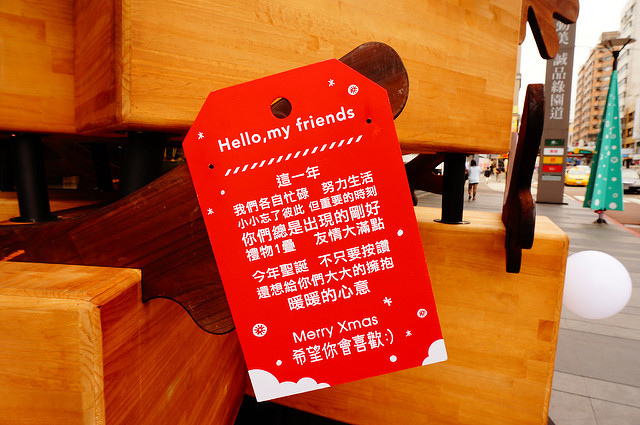 Hello,my friends
這一年
我們各自忙碌 努力生活
小小忘了彼此 但重要的時刻
你們總是出現的剛好
禮物1疊 友情大滿點
今年聖誕 不只要按讚
還想給你們大大的擁抱
暖暖的心意
Merry Xmas
希望你會喜歡:)
勤美 誠品綠園道